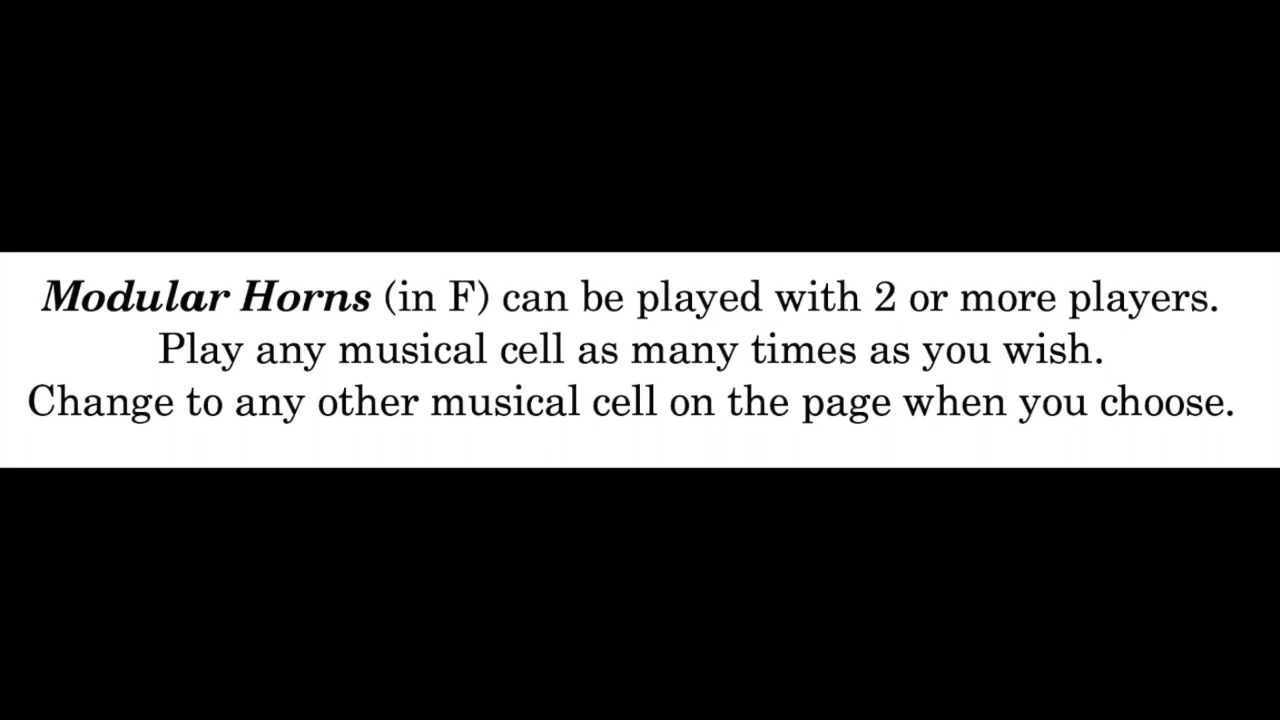 Modular Horns (in F) can be played with 2 or more players.
Play any musical cell as many times as you wish.
Change to any other musical cell on the page when you choose.